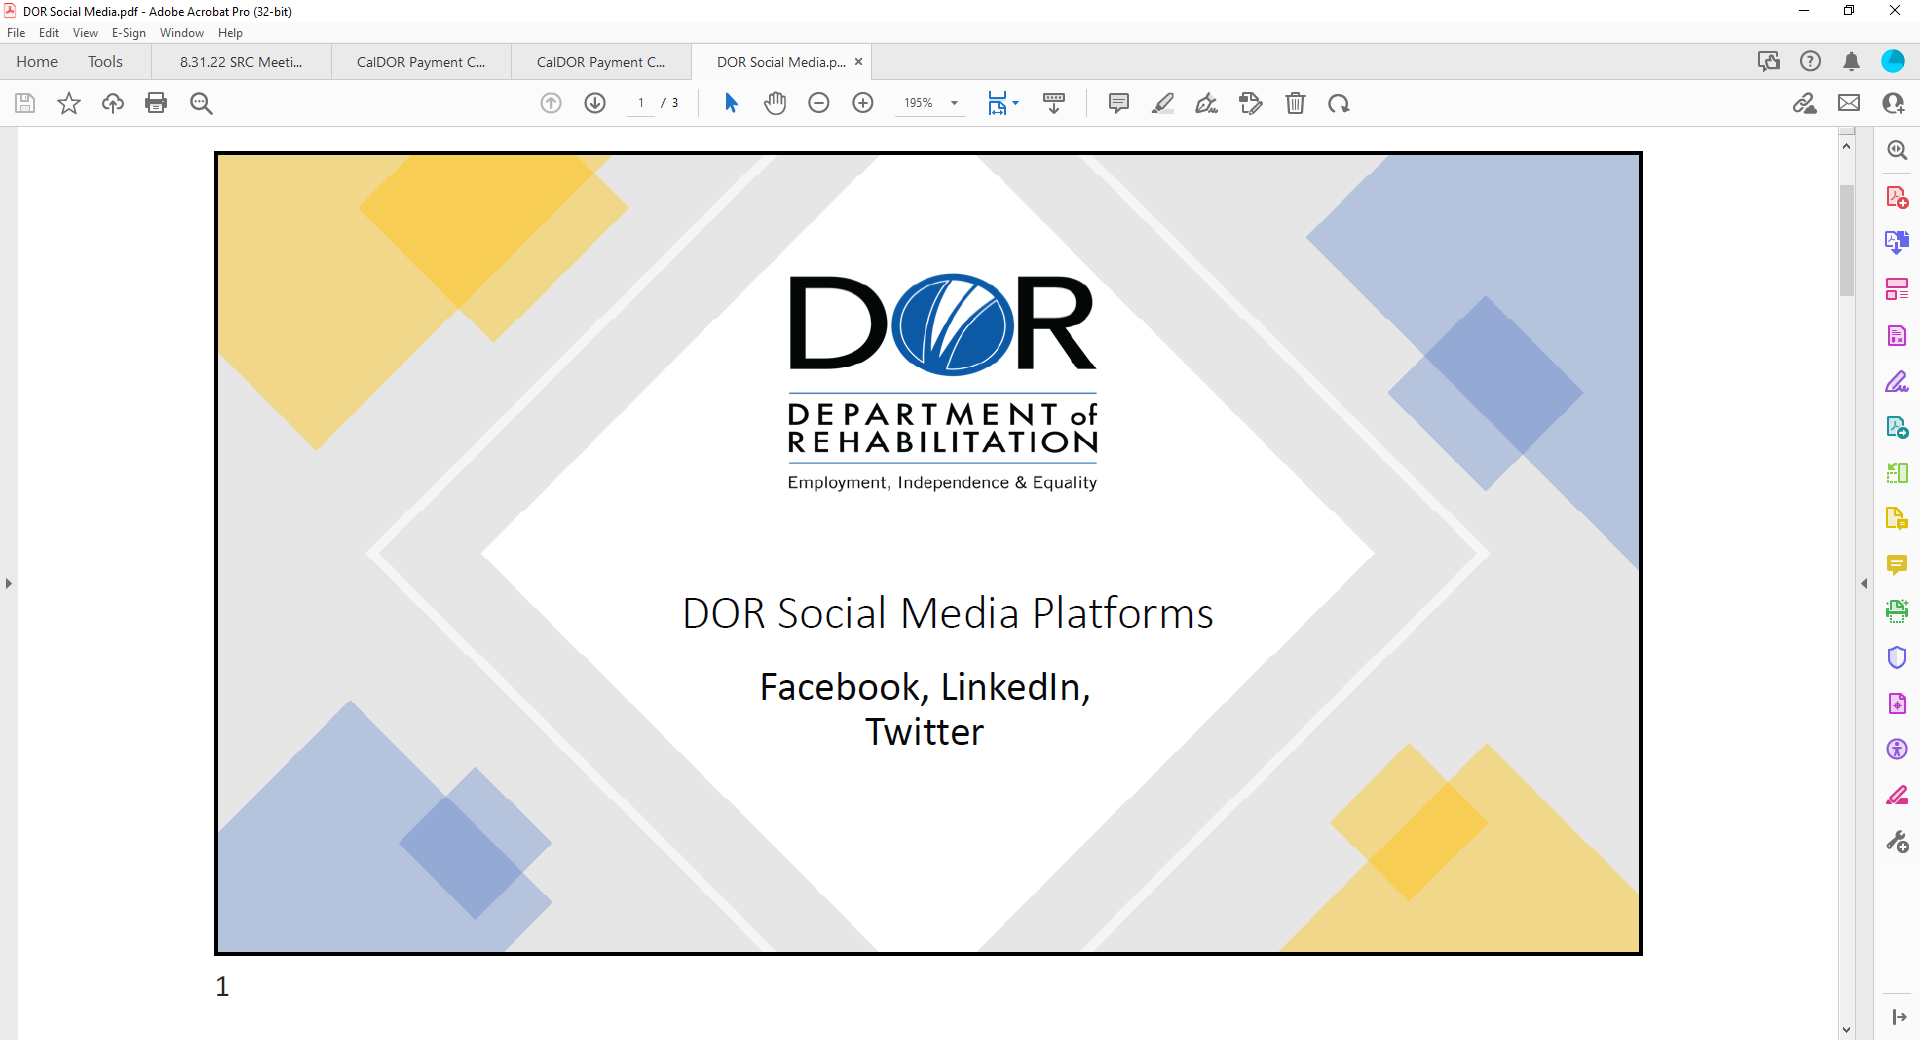 DOR Social Media.pdf - Adobe Acrobat Pro (32-bit)
File Edit View E-Sign Window Help
Home Tools 8.31.22 SRC Meeti... CalDOR Payment C... CalDOR Payment C... DOR Social Media.p...
1 / 3 195%
DOR
DEPARTMENT of
REHABILITATION
Employment, Independence & Equality
DOR Social Media Platforms
Facebook, LinkedIn,
Twitter
1